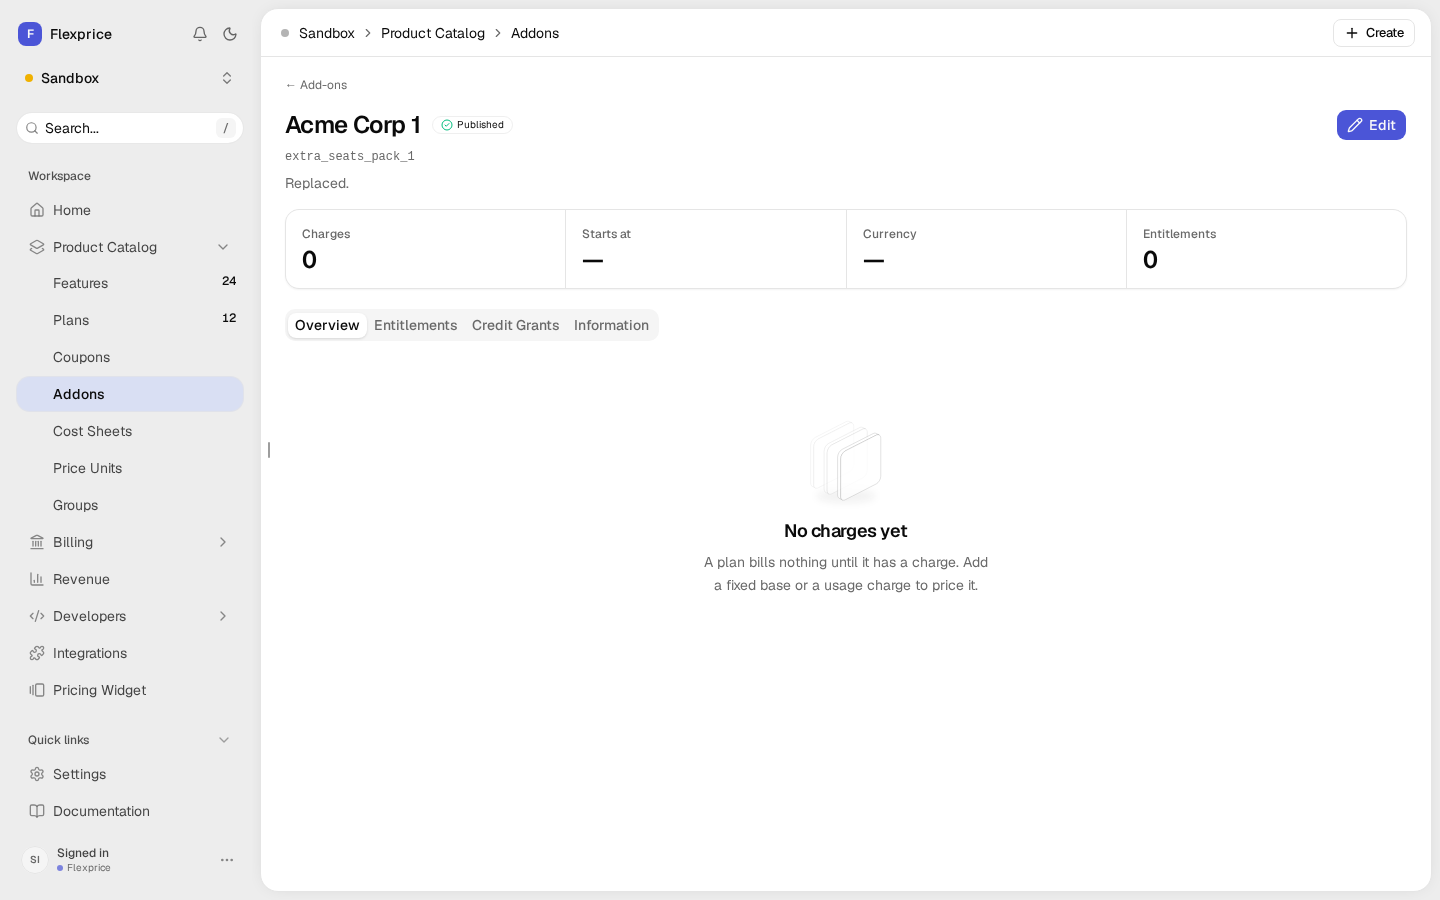 F Flexprice
Sandbox
Search... /
Workspace
Home
Product Catalog
Features 24
Plans 12
Coupons
Addons
Cost Sheets
Price Units
Groups
Billing
Revenue
Developers
Integrations
Pricing Widget
Quick links
Settings
Documentation
SI Signed in
Flexprice
Sandbox > Product Catalog > Addons
+ Create
← Add-ons
Acme Corp 1 Published
Edit
extra_seats_pack_1
Replaced.
Charges
0
Starts at
—
Currency
—
Entitlements
0
Overview Entitlements Credit Grants Information
No charges yet
A plan bills nothing until it has a charge. Add
a fixed base or a usage charge to price it.